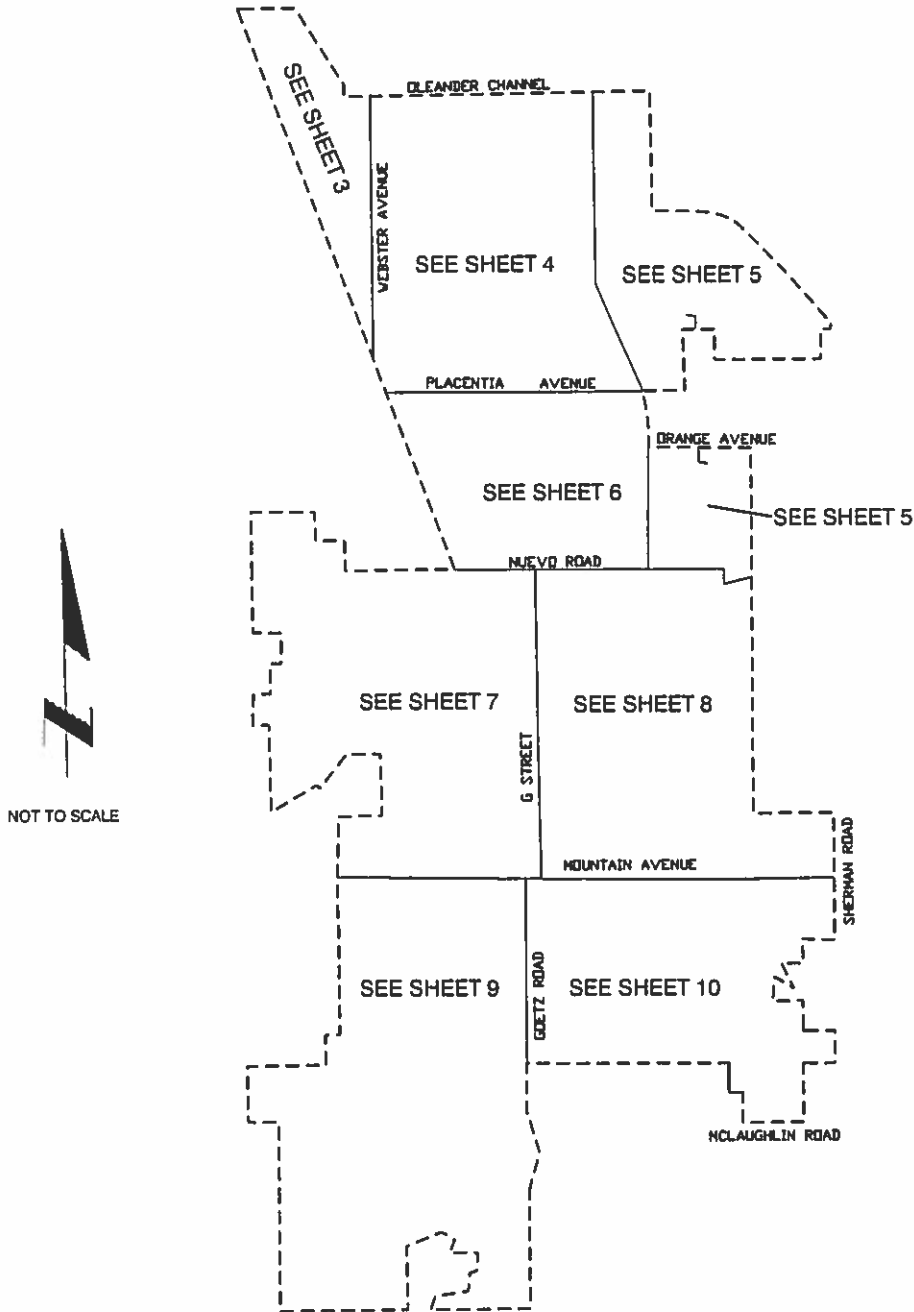 SEE SHEET 3
OLEANDER CHANNEL
WEBSTER AVENUE
SEE SHEET 4
SEE SHEET 5
PLACENTIA AVENUE
ORANGE AVENUE
SEE SHEET 6
SEE SHEET 5
NUEVO ROAD
SEE SHEET 7
SEE SHEET 8
G STREET
NOT TO SCALE
MOUNTAIN AVENUE
SHERMAN ROAD
SEE SHEET 9
GOETZ ROAD
SEE SHEET 10
MCLAUGHLIN ROAD